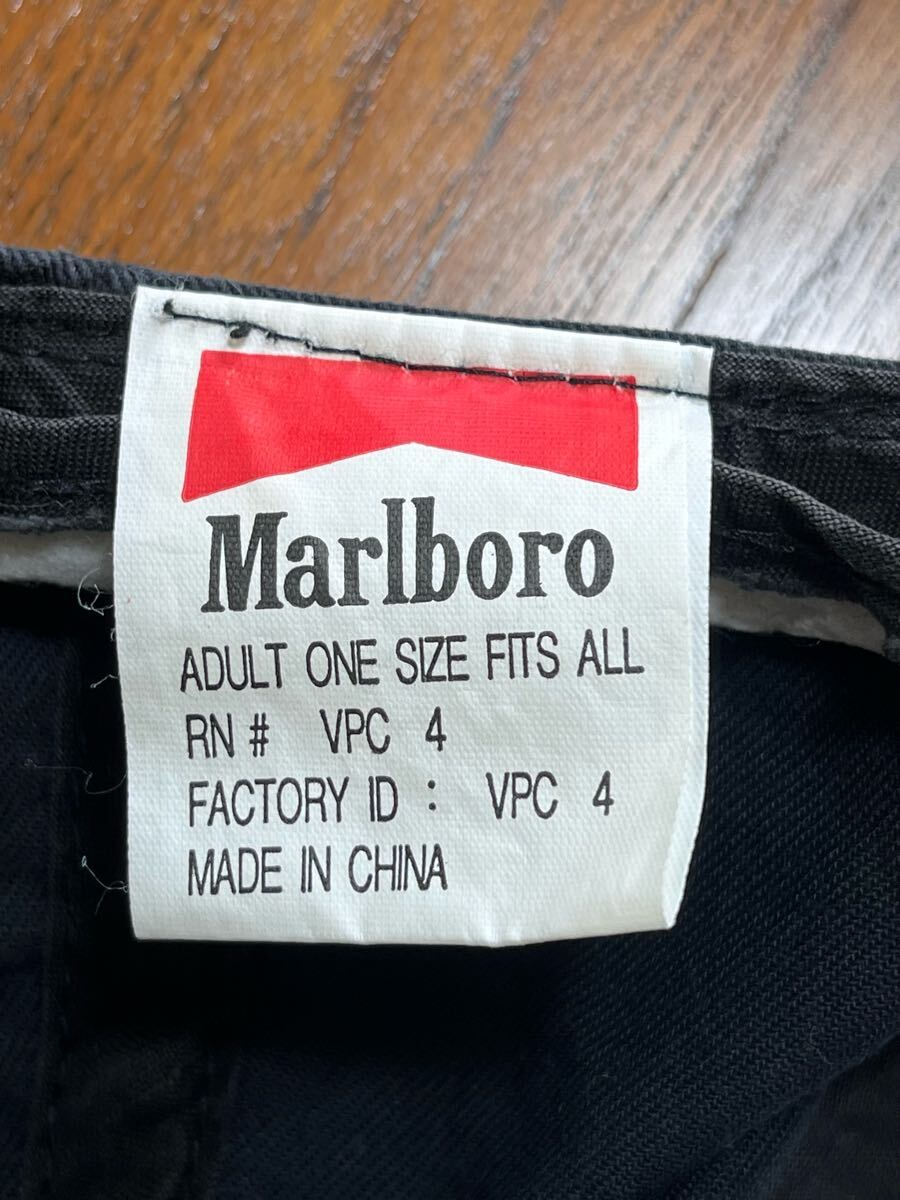 Marlboro
ADULT ONE SIZE FITS ALL
RN # VPC 4
FACTORY ID : VPC 4
MADE IN CHINA